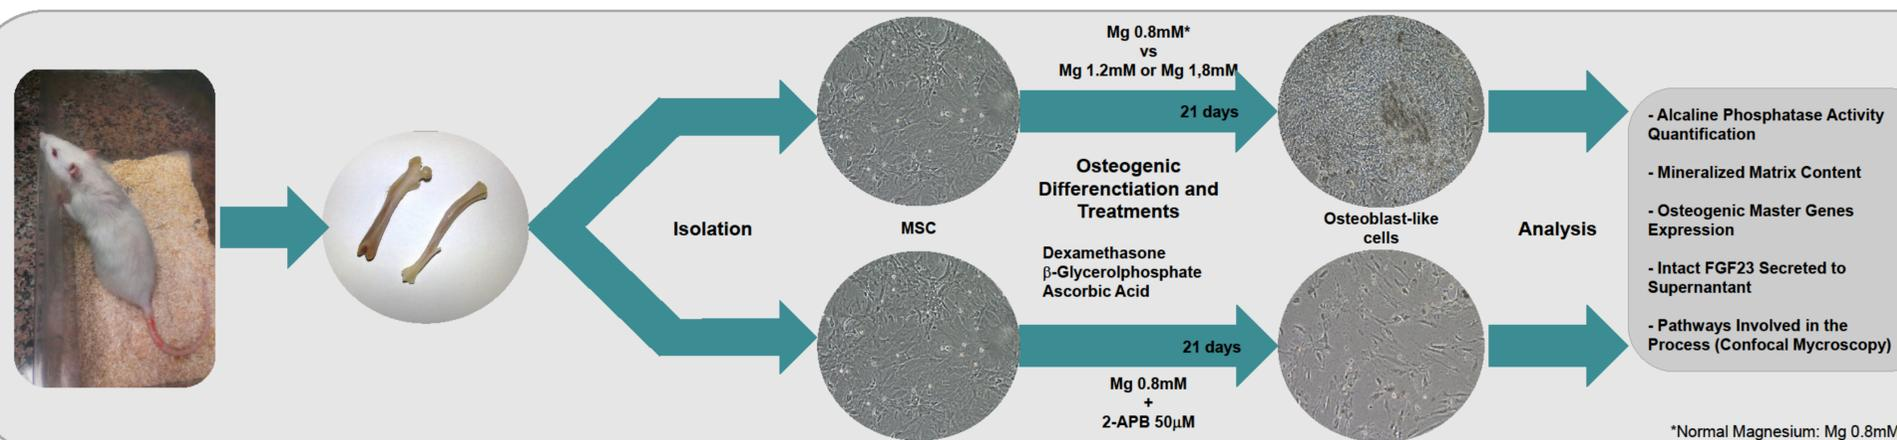 Mg 0.8mM*
vs
Mg 1.2mM or Mg 1,8mM
21 days
Isolation
MSC
Osteogenic
Differenctiation and
Treatments
Dexamethasone
β-Glycerolphosphate
Ascorbic Acid
21 days
Mg 0.8mM
+
2-APB 50µM
Osteoblast-like
cells
Analysis
- Alcaline Phosphatase Activity
Quantification
- Mineralized Matrix Content
- Osteogenic Master Genes
Expression
- Intact FGF23 Secreted to
Supernantant
- Pathways Involved in the
Process (Confocal Mycroscopy)
*Normal Magnesium: Mg 0.8mM